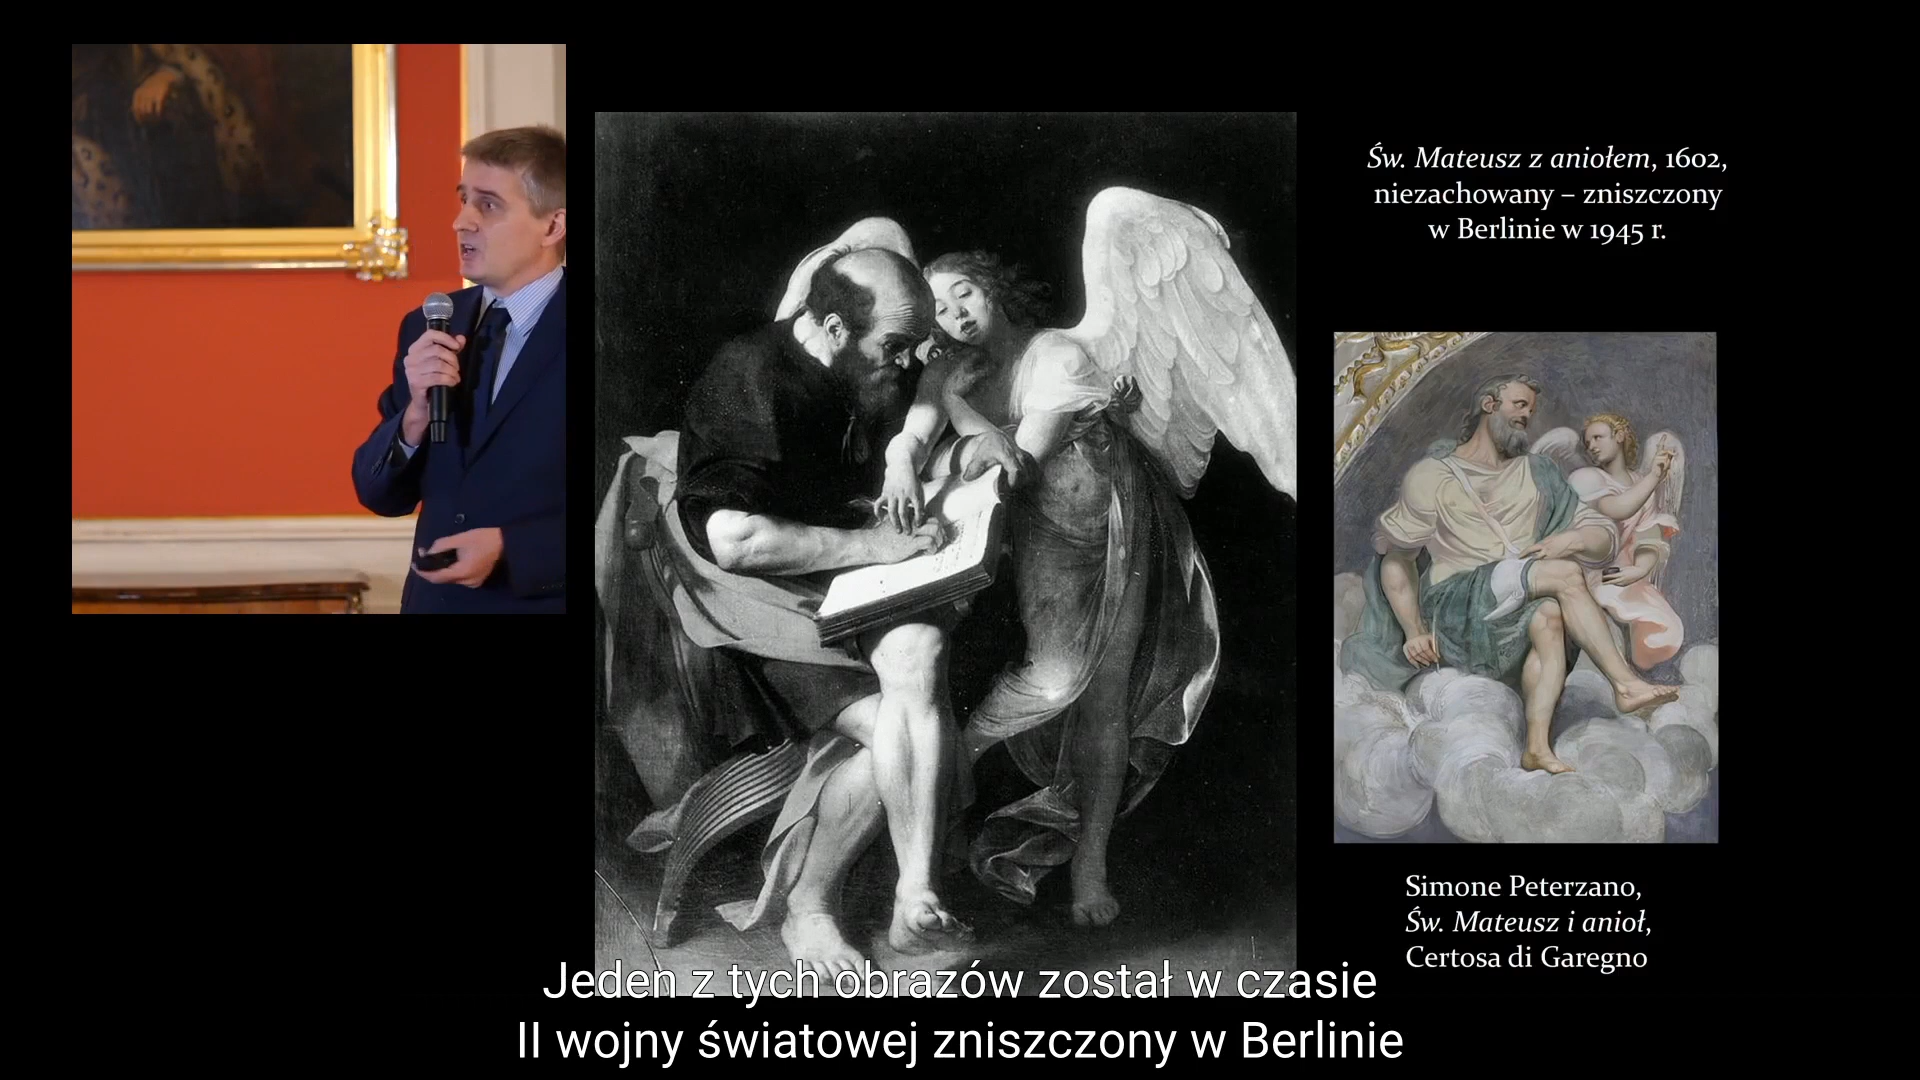 Św. Mateusz z aniołem, 1602,
niezachowany – zniszczony
w Berlinie w 1945 r.
Simone Peterzano,
Św. Mateusz i anioł,
Certosa di Garegno
Jeden z tych obrazów został w czasie
II wojny światowej zniszczony w Berlinie